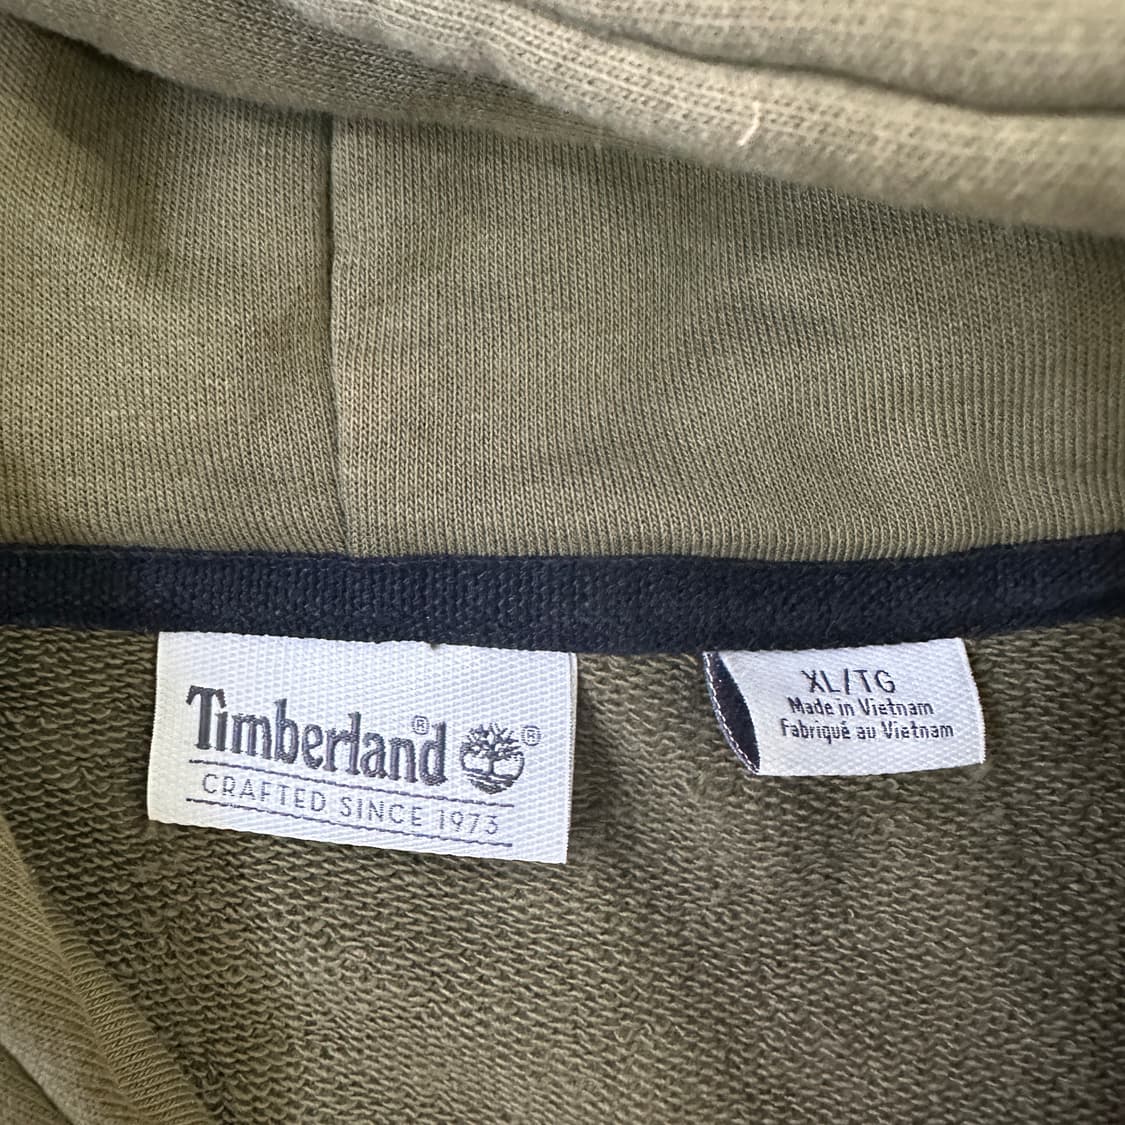 Timberland®
®
CRAFTED SINCE 1973
XL/TG
Made in Vietnam
Fabriqué au Vietnam